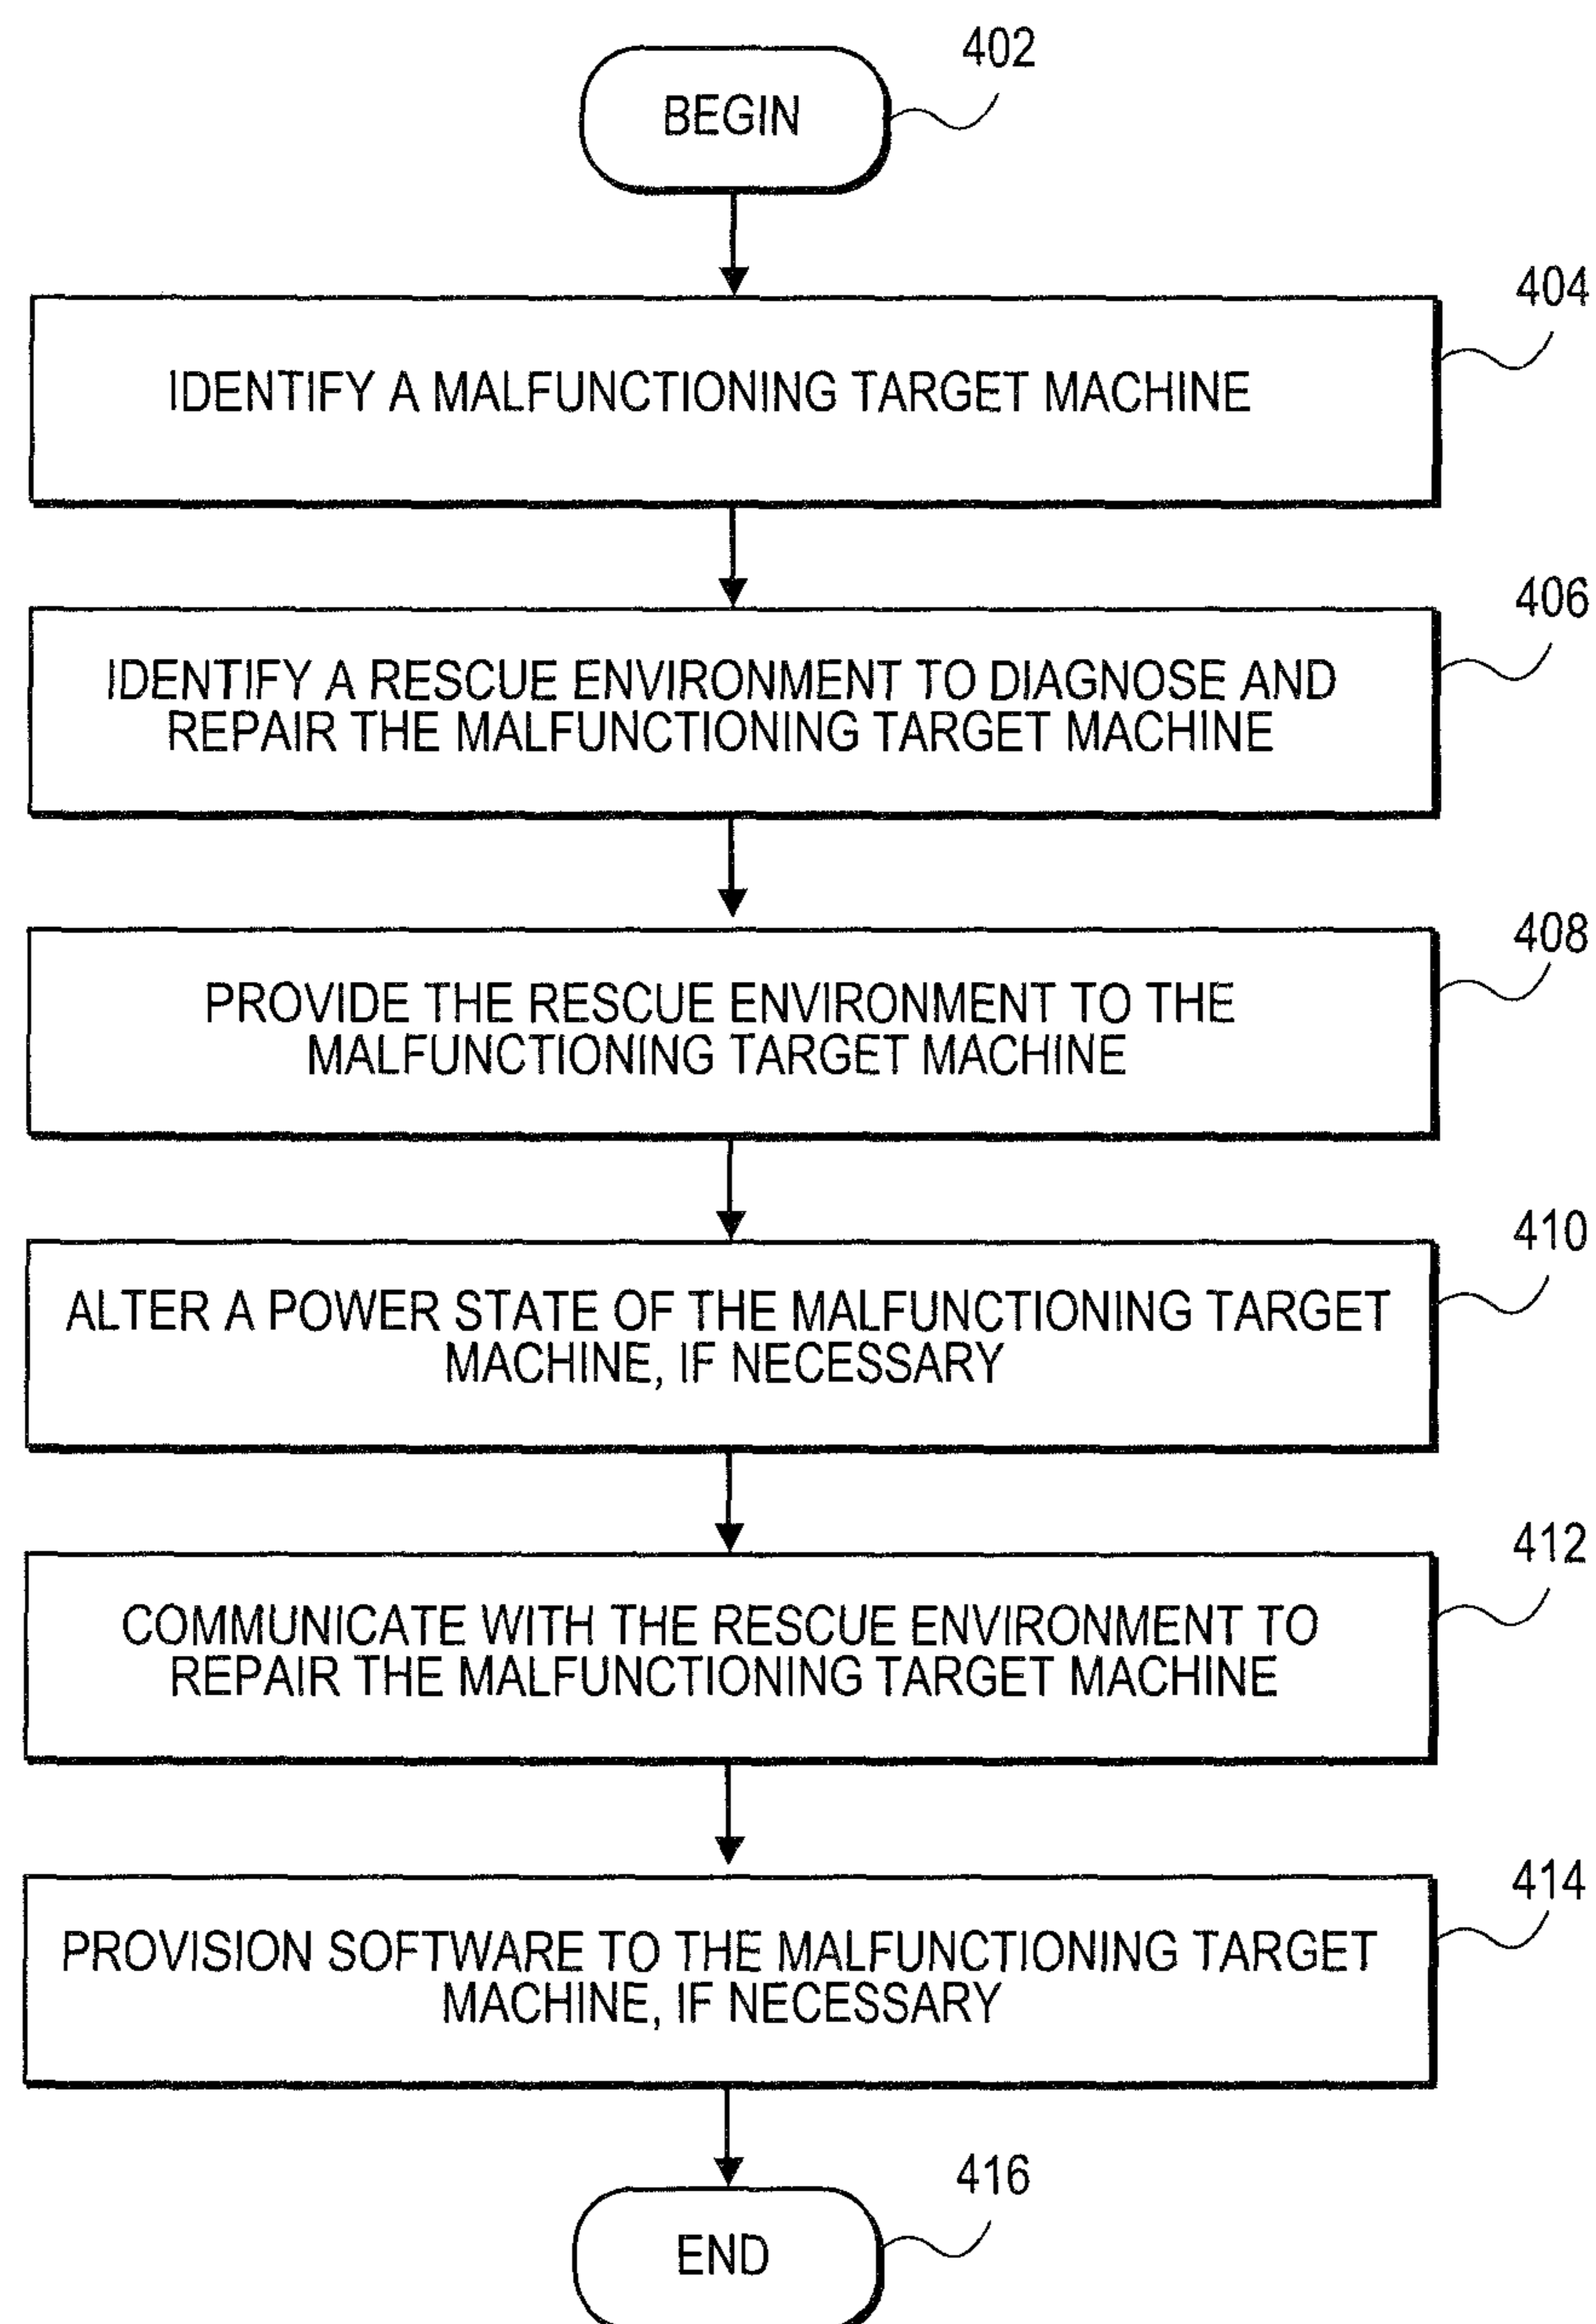 BEGIN
402
404
IDENTIFY A MALFUNCTIONING TARGET MACHINE
406
IDENTIFY A RESCUE ENVIRONMENT TO DIAGNOSE AND
REPAIR THE MALFUNCTIONING TARGET MACHINE
408
PROVIDE THE RESCUE ENVIRONMENT TO THE
MALFUNCTIONING TARGET MACHINE
410
ALTER A POWER STATE OF THE MALFUNCTIONING TARGET
MACHINE, IF NECESSARY
412
COMMUNICATE WITH THE RESCUE ENVIRONMENT TO
REPAIR THE MALFUNCTIONING TARGET MACHINE
414
PROVISION SOFTWARE TO THE MALFUNCTIONING TARGET
MACHINE, IF NECESSARY
416
END